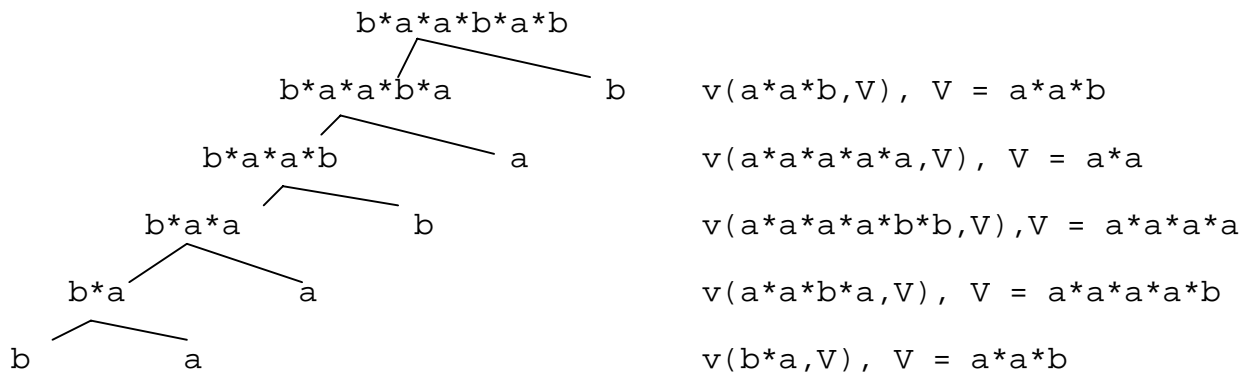 b*a*a*b*a*b
b*a*a*b*a b v(a*a*b,V), V = a*a*b
b*a*a*b a v(a*a*a*a*a,V), V = a*a
b*a*a b v(a*a*a*a*b*b,V),V = a*a*a*a
b*a a v(a*a*b*a,V), V = a*a*a*a*b
b a v(b*a,V), V = a*a*b